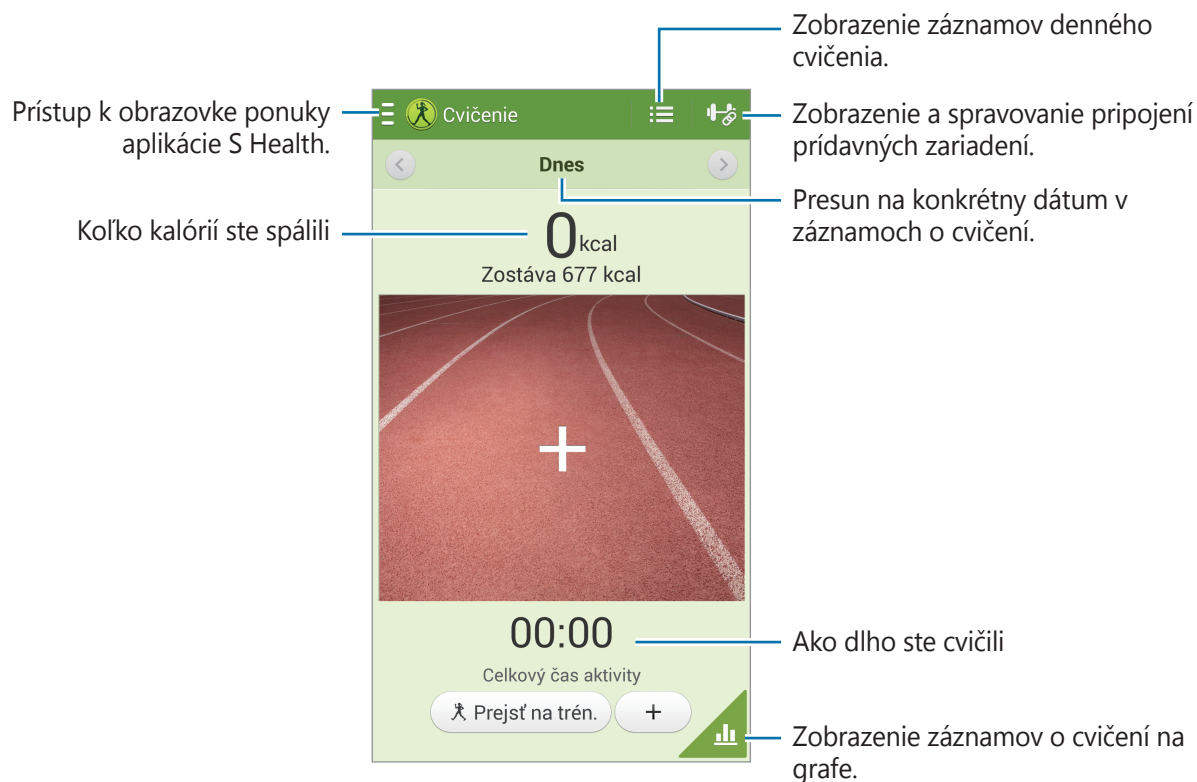 Zobrazenie záznamov denného
cvičenia.
Prístup k obrazovke ponuky
aplikácie S Health.
Cvičenie
Zobrazenie a spravovanie pripojení
prídavných zariadení.
Dnes
Presun na konkrétny dátum v
záznamoch o cvičení.
Koľko kalórií ste spálili
0 kcal
Zostáva 677 kcal
00:00
Ako dlho ste cvičili
Celkový čas aktivity
Prejsť na trén.
+
Zobrazenie záznamov o cvičení na
grafe.